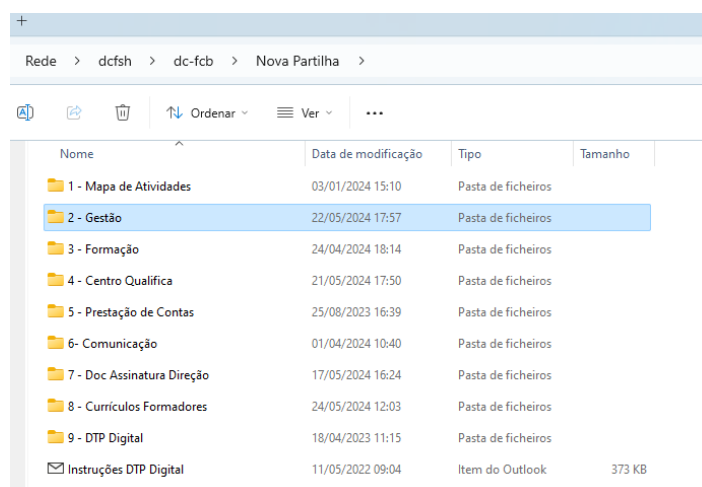 +
Rede > dcfsh > dc-fcb > Nova Partilha >
A Ordenar Ver ...
Nome Data de modificação Tipo Tamanho
1 - Mapa de Atividades 03/01/2024 15:10 Pasta de ficheiros
2 - Gestão 22/05/2024 17:57 Pasta de ficheiros
3 - Formação 24/04/2024 18:14 Pasta de ficheiros
4 - Centro Qualifica 21/05/2024 17:50 Pasta de ficheiros
5 - Prestação de Contas 25/08/2023 16:39 Pasta de ficheiros
6- Comunicação 01/04/2024 10:40 Pasta de ficheiros
7 - Doc Assinatura Direção 17/05/2024 16:24 Pasta de ficheiros
8 - Currículos Formadores 24/05/2024 12:03 Pasta de ficheiros
9 - DTP Digital 18/04/2023 11:15 Pasta de ficheiros
Instruções DTP Digital 11/05/2022 09:04 Item do Outlook 373 KB